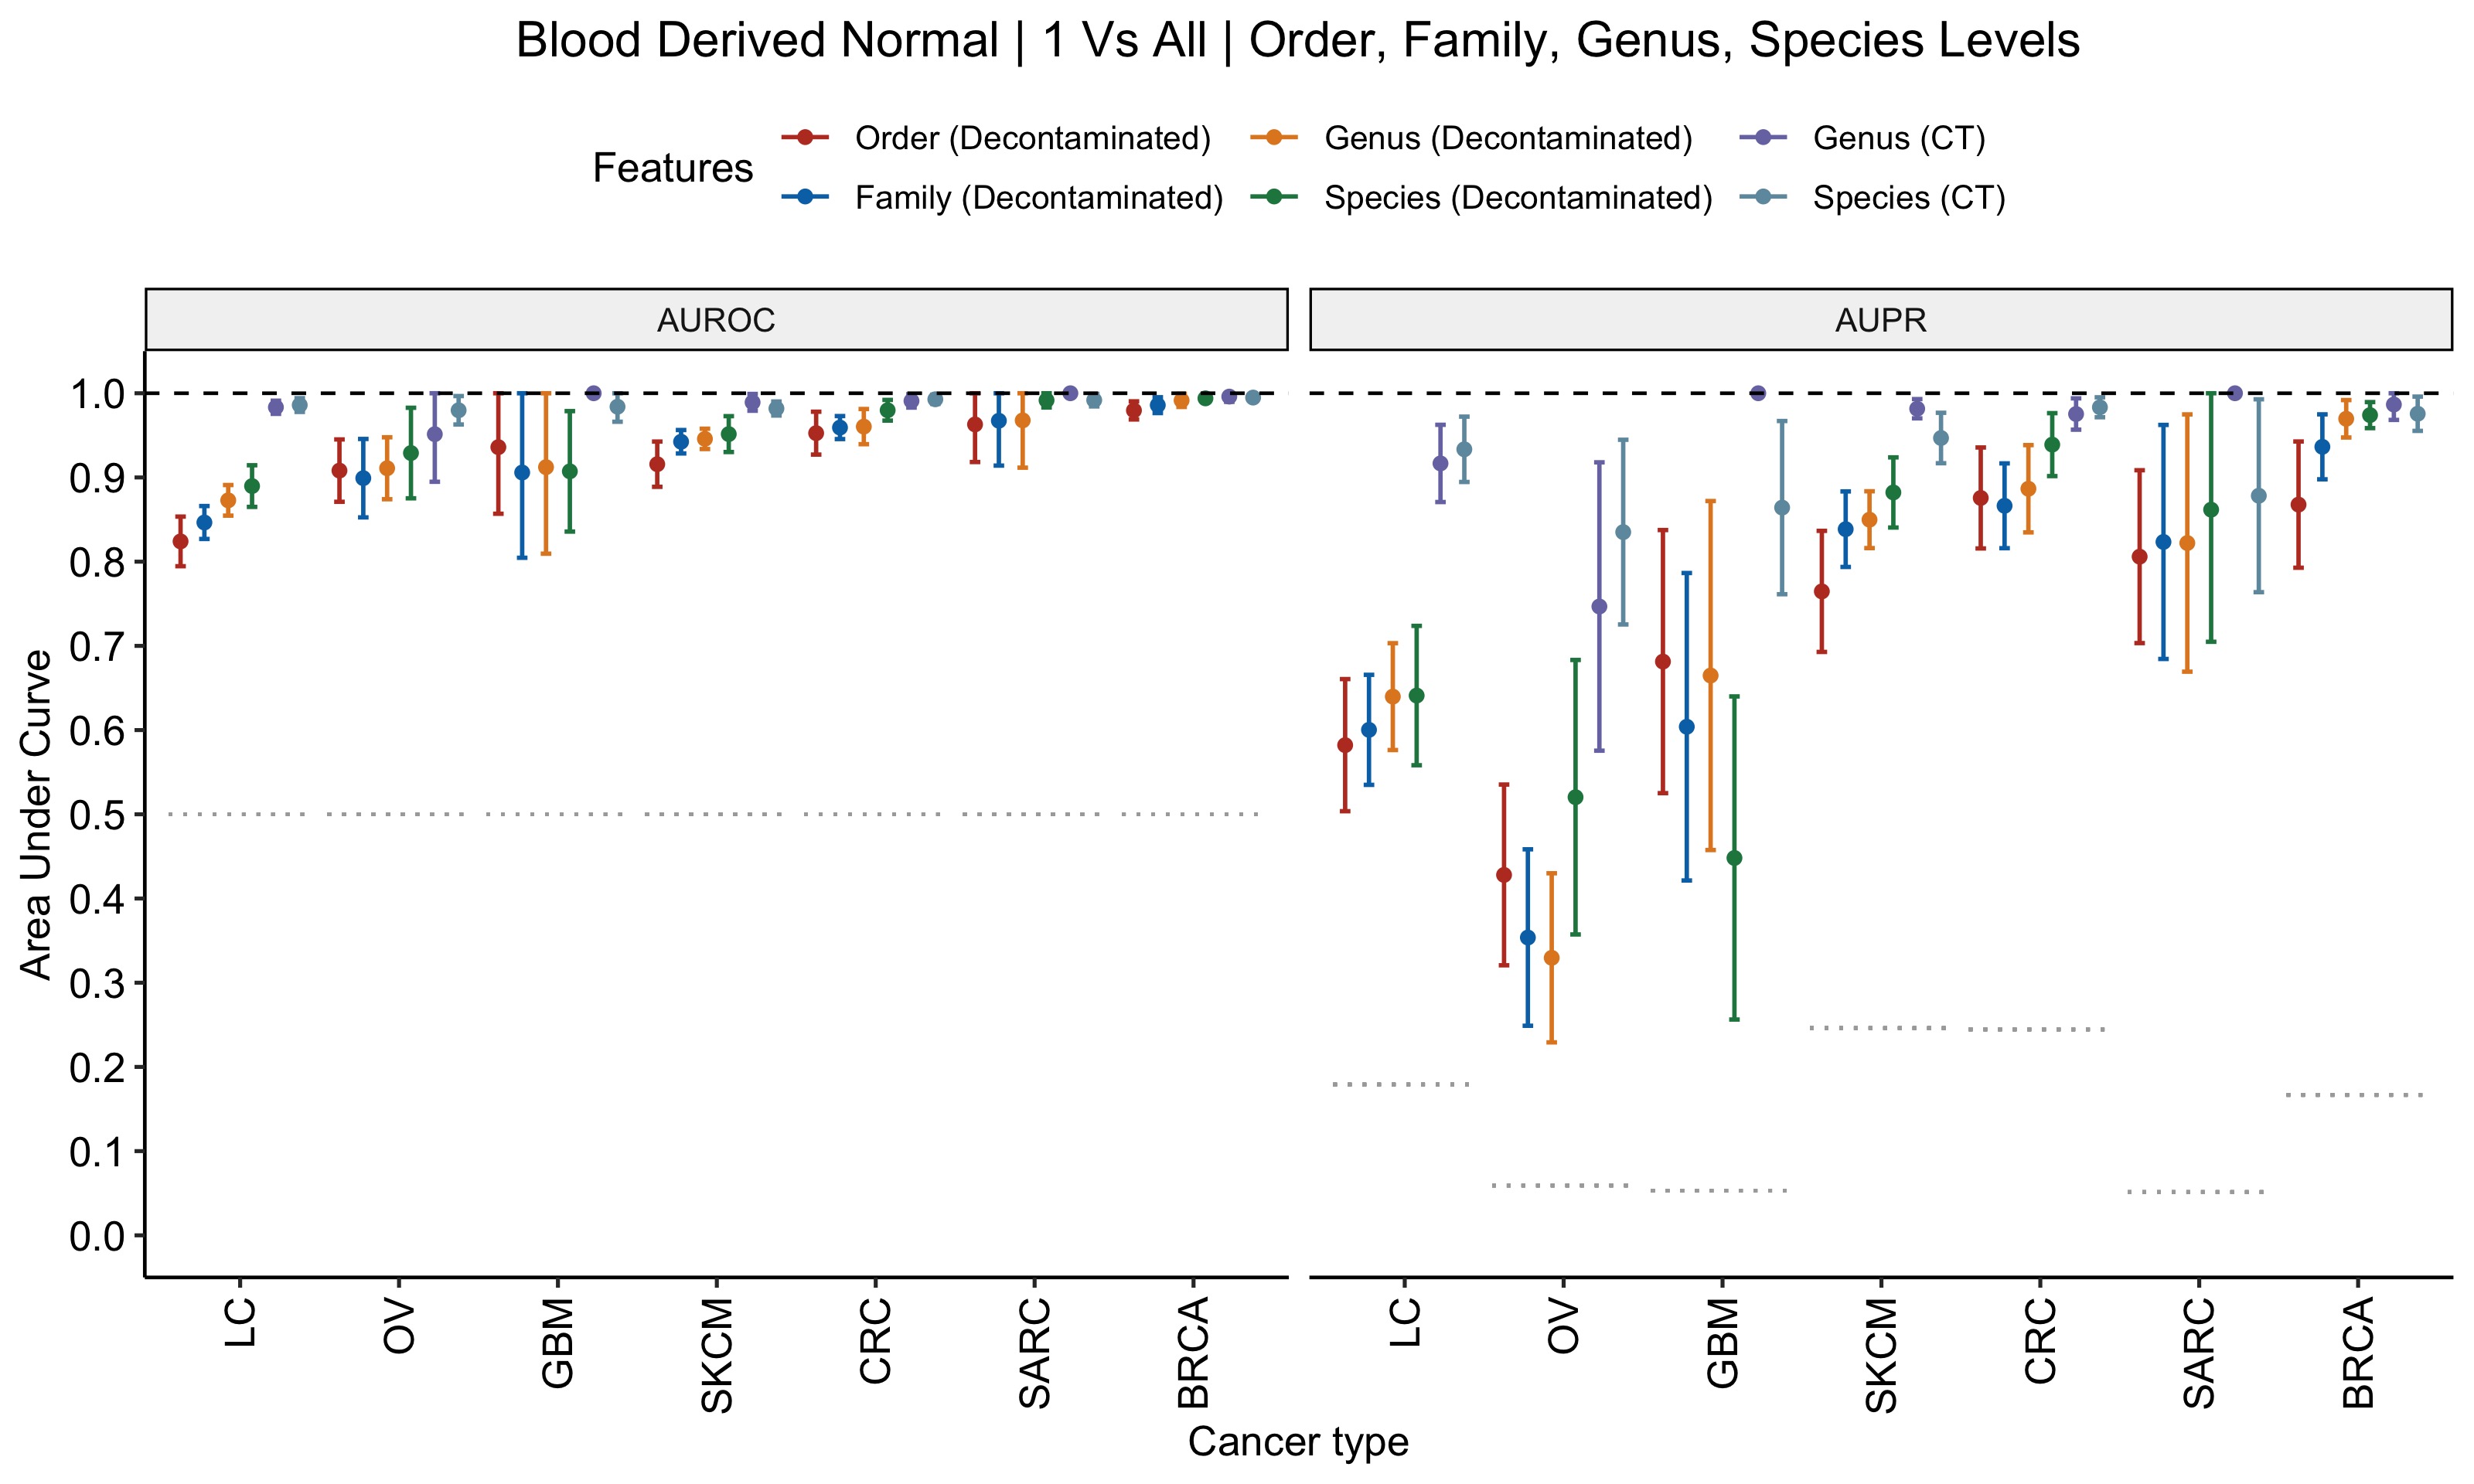 Blood Derived Normal | 1 Vs All | Order, Family, Genus, Species Levels
Features
Order (Decontaminated) Genus (Decontaminated) Genus (CT)
Family (Decontaminated) Species (Decontaminated) Species (CT)
AUROC AUPR
Area Under Curve
1.0
0.9
0.8
0.7
0.6
0.5
0.4
0.3
0.2
0.1
0.0
LC OV GBM SKCM CRC SARC BRCA LC OV GBM SKCM CRC SARC BRCA
Cancer type